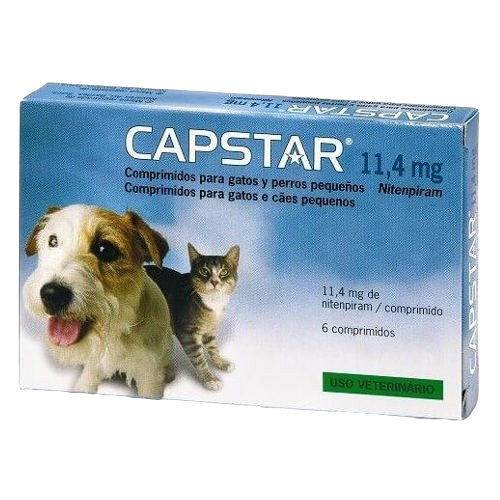 CAPSTAR® 11,4 mg
Nitenpiram
Comprimidos para gatos y perros pequeños
Comprimidos para gatos e cães pequenos
11,4 mg de
nitenpiram / comprimido
6 comprimidos
USO VETERINÁRIO
CAPSTAR
11,4 mg